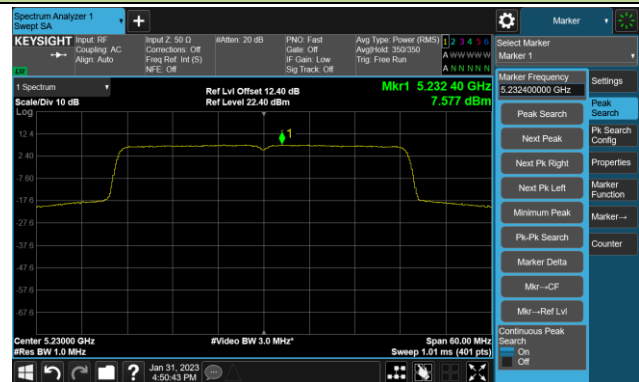 Spectrum Analyzer 1
Swept SA
+
Marker
KEYSIGHT
Input: RF
Coupling: AC
Align: Auto
Input Z: 50 Ω
Corrections: Off
Freq Ref: Int (S)
NFE: Off
#Atten: 20 dB
PNO: Fast
Gate: Off
IF Gain: Low
Sig Track: Off
Avg Type: Power (RMS)
Avg|Hold: 350/350
Trig: Free Run
1 2 3 4 5 6
A W W W W W
A N N N N N
LXI
Select Marker
Marker 1
1 Spectrum
Scale/Div 10 dB
Log
Ref Lvl Offset 12.40 dB
Ref Level 22.40 dBm
Mkr1 5.232 40 GHz
7.577 dBm
1
12.4
2.40
-7.60
-17.6
-27.6
-37.6
-47.6
-57.6
-67.6
Center 5.23000 GHz
#Res BW 1.0 MHz
#Video BW 3.0 MHz*
Span 60.00 MHz
Sweep 1.01 ms (401 pts)
Marker Frequency
5.232400000 GHz
Peak Search
Next Peak
Next Pk Right
Next Pk Left
Minimum Peak
Pk-Pk Search
Marker Delta
Mkr→CF
Mkr→Ref Lvl
Continuous Peak
Search
On
Off
Settings
Peak
Search
Pk Search
Config
Properties
Marker
Function
Marker→
Counter
?
Jan 31, 2023
4:50:43 PM